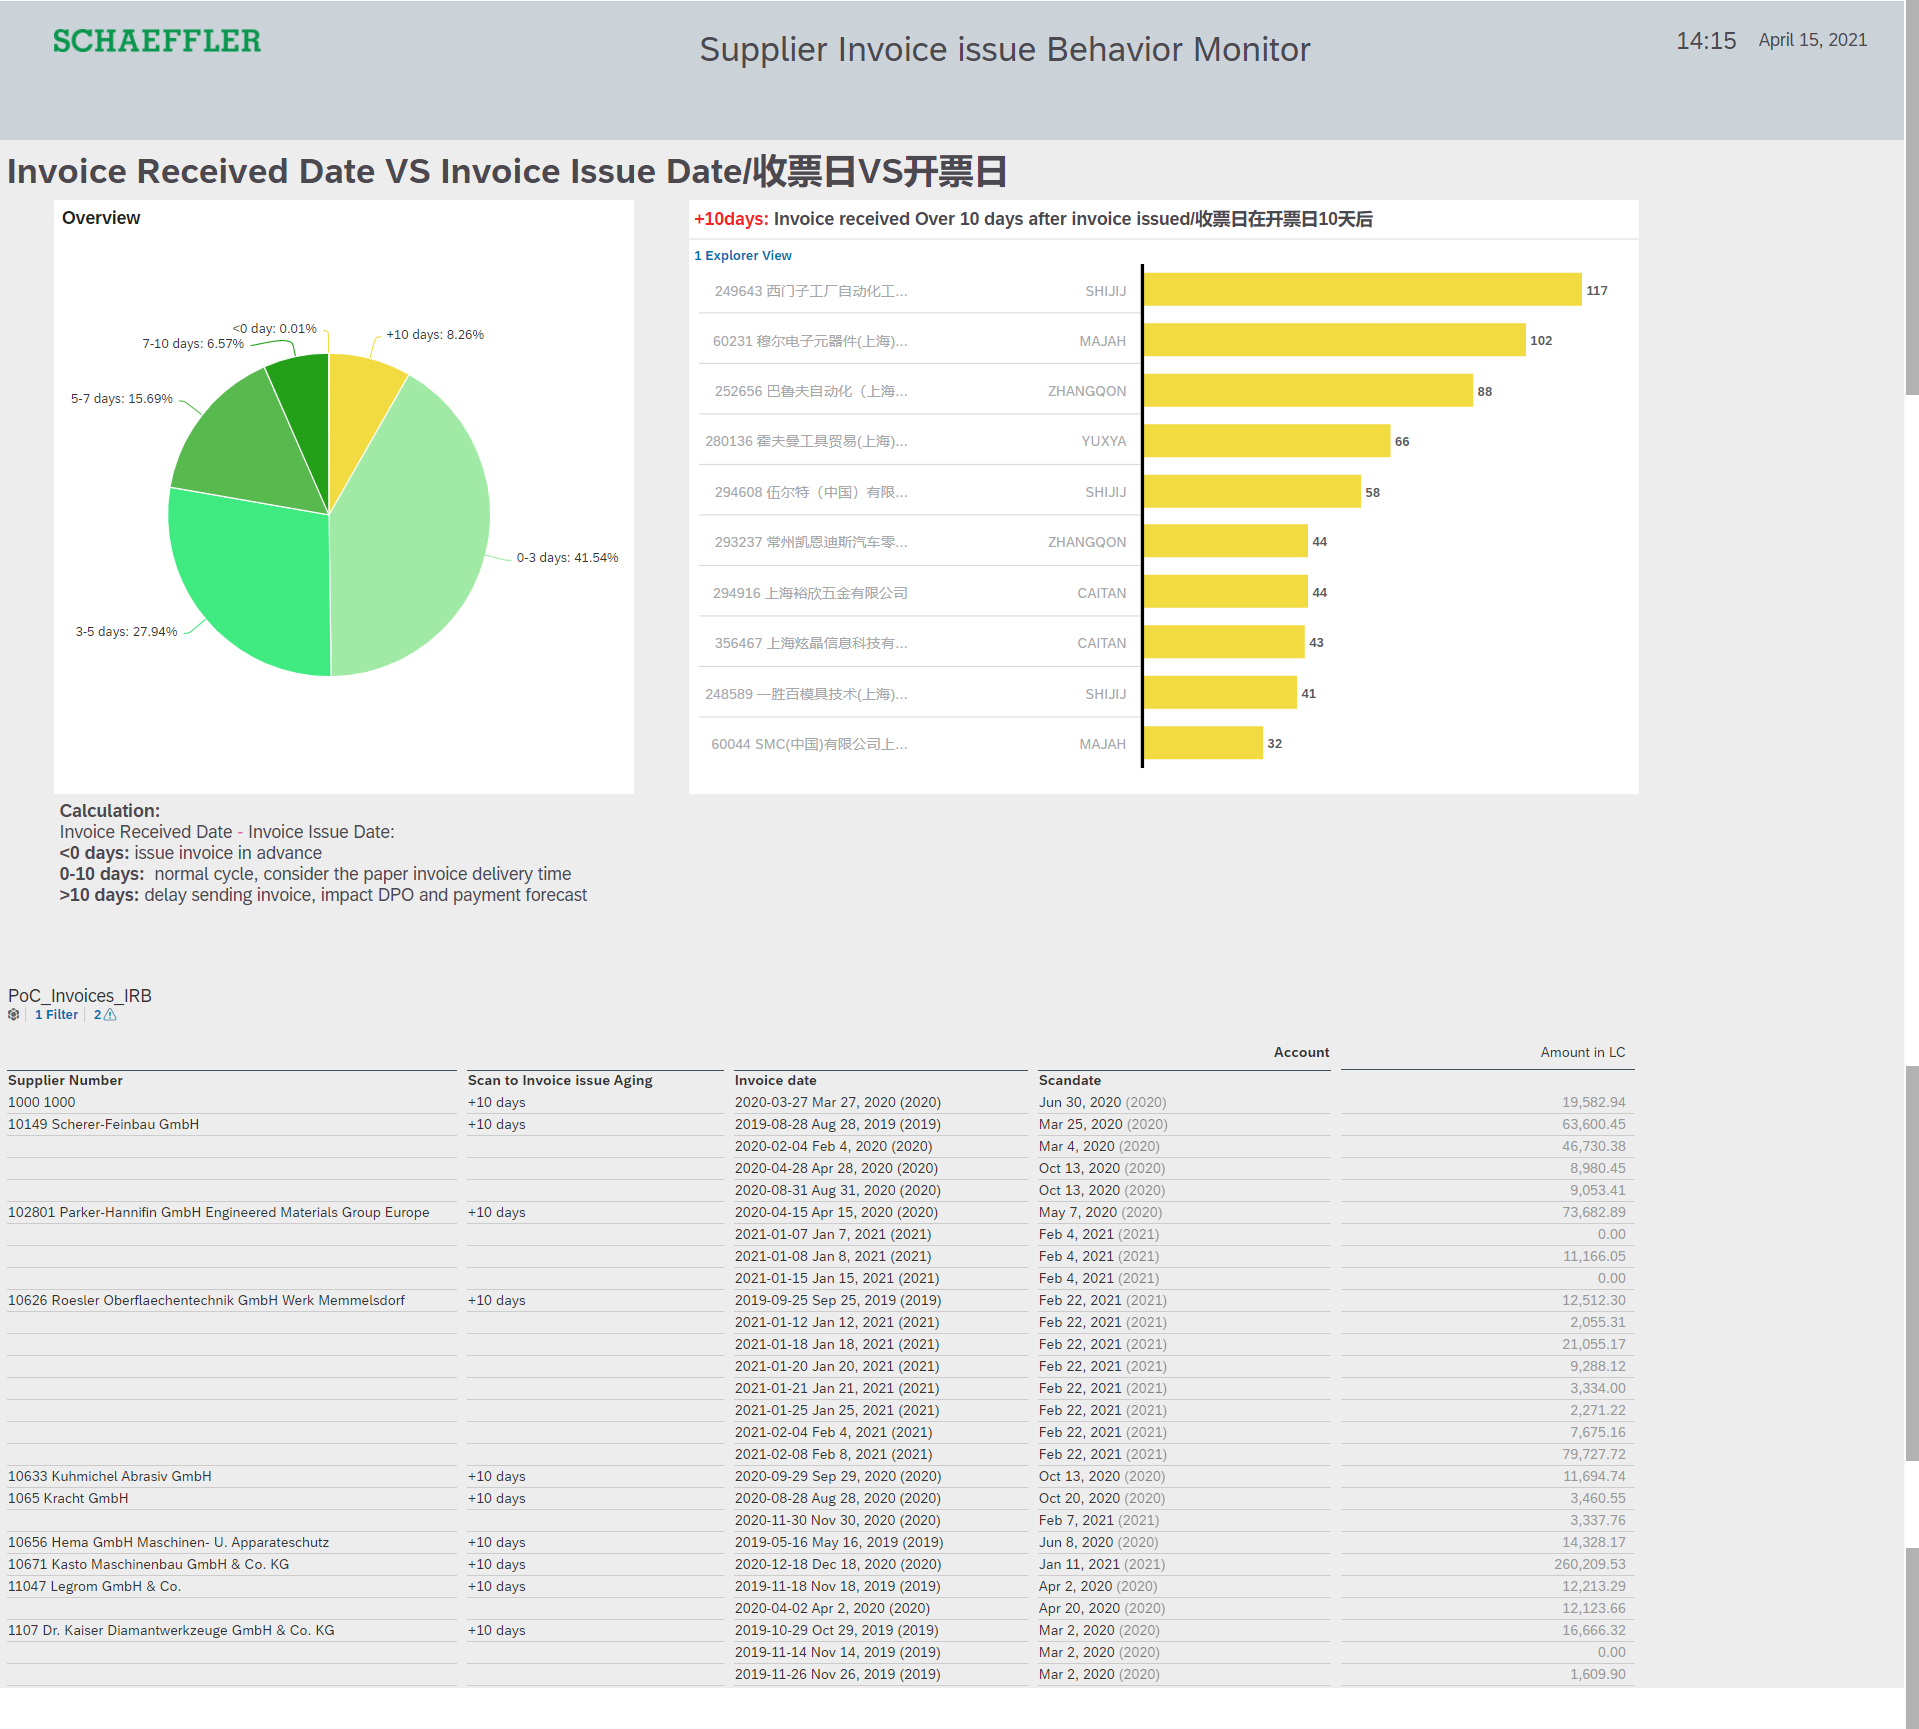 SCHAEFFLER
Supplier Invoice issue Behavior Monitor
14:15 April 15, 2021
Invoice Received Date VS Invoice Issue Date/收票日VS开票日
Overview
<0 day: 0.01%
+10 days: 8.26%
7-10 days: 6.57%
5-7 days: 15.69%
0-3 days: 41.54%
3-5 days: 27.94%
+10days: Invoice received Over 10 days after invoice issued/收票日在开票日10天后
1 Explorer View
249643 西门子工厂自动化工... SHIJIJ 117
60231 穆尔电子元器件(上海)... MAJAH 102
252656 巴鲁夫自动化（上海... ZHANGQON 88
280136 霍夫曼工具贸易(上海)... YUXYA 66
294608 伍尔特（中国）有限... SHIJIJ 58
293237 常州凯恩迪斯汽车零... ZHANGQON 44
294916 上海裕欣五金有限公司 CAITAN 44
356467 上海炫晶信息科技有... CAITAN 43
248589 一胜百模具技术(上海)... SHIJIJ 41
60044 SMC(中国)有限公司上... MAJAH 32
Calculation:
Invoice Received Date - Invoice Issue Date:
<0 days: issue invoice in advance
0-10 days: normal cycle, consider the paper invoice delivery time
>10 days: delay sending invoice, impact DPO and payment forecast
PoC_Invoices_IRB
1 Filter 2
Account Amount in LC
Supplier Number Scan to Invoice issue Aging Invoice date Scandate
1000 1000 +10 days 2020-03-27 Mar 27, 2020 (2020) Jun 30, 2020 (2020) 19,582.94
10149 Scherer-Feinbau GmbH +10 days 2019-08-28 Aug 28, 2019 (2019) Mar 25, 2020 (2020) 63,600.45
2020-02-04 Feb 4, 2020 (2020) Mar 4, 2020 (2020) 46,730.38
2020-04-28 Apr 28, 2020 (2020) Oct 13, 2020 (2020) 8,980.45
2020-08-31 Aug 31, 2020 (2020) Oct 13, 2020 (2020) 9,053.41
102801 Parker-Hannifin GmbH Engineered Materials Group Europe +10 days 2020-04-15 Apr 15, 2020 (2020) May 7, 2020 (2020) 73,682.89
2021-01-07 Jan 7, 2021 (2021) Feb 4, 2021 (2021) 0.00
2021-01-08 Jan 8, 2021 (2021) Feb 4, 2021 (2021) 11,166.05
2021-01-15 Jan 15, 2021 (2021) Feb 4, 2021 (2021) 0.00
10626 Roesler Oberflaechentechnik GmbH Werk Memmelsdorf +10 days 2019-09-25 Sep 25, 2019 (2019) Feb 22, 2021 (2021) 12,512.30
2021-01-12 Jan 12, 2021 (2021) Feb 22, 2021 (2021) 2,055.31
2021-01-18 Jan 18, 2021 (2021) Feb 22, 2021 (2021) 21,055.17
2021-01-20 Jan 20, 2021 (2021) Feb 22, 2021 (2021) 9,288.12
2021-01-21 Jan 21, 2021 (2021) Feb 22, 2021 (2021) 3,334.00
2021-01-25 Jan 25, 2021 (2021) Feb 22, 2021 (2021) 2,271.22
2021-02-04 Feb 4, 2021 (2021) Feb 22, 2021 (2021) 7,675.16
2021-02-08 Feb 8, 2021 (2021) Feb 22, 2021 (2021) 79,727.72
10633 Kuhmichel Abrasiv GmbH +10 days 2020-09-29 Sep 29, 2020 (2020) Oct 13, 2020 (2020) 11,694.74
1065 Kracht GmbH +10 days 2020-08-28 Aug 28, 2020 (2020) Oct 20, 2020 (2020) 3,460.55
2020-11-30 Nov 30, 2020 (2020) Feb 7, 2021 (2021) 3,337.76
10656 Hema GmbH Maschinen- U. Apparateschutz +10 days 2019-05-16 May 16, 2019 (2019) Jun 8, 2020 (2020) 14,328.17
10671 Kasto Maschinenbau GmbH & Co. KG +10 days 2020-12-18 Dec 18, 2020 (2020) Jan 11, 2021 (2021) 260,209.53
11047 Legrom GmbH & Co. +10 days 2019-11-18 Nov 18, 2019 (2019) Apr 2, 2020 (2020) 12,213.29
2020-04-02 Apr 2, 2020 (2020) Apr 20, 2020 (2020) 12,123.66
1107 Dr. Kaiser Diamantwerkzeuge GmbH & Co. KG +10 days 2019-10-29 Oct 29, 2019 (2019) Mar 2, 2020 (2020) 16,666.32
2019-11-14 Nov 14, 2019 (2019) Mar 2, 2020 (2020) 0.00
2019-11-26 Nov 26, 2019 (2019) Mar 2, 2020 (2020) 1,609.90